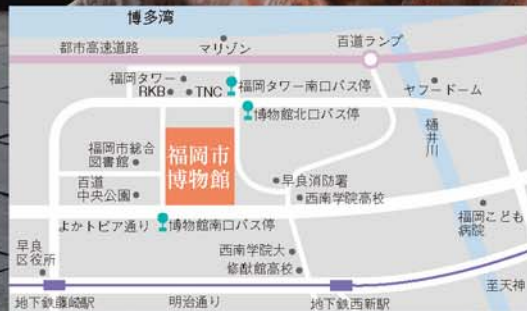 博多湾
都市高速道路
マリゾン
百道ランプ
福岡タワー
RKB
TNC
福岡タワー南口バス停
ヤフードーム
博物館北口バス停
樋井川
福岡市総合
図書館
福岡市
博物館
百道
中央公園
早良消防署
西南学院高校
福岡こども
病院
よかトピア通り
博物館南口バス停
早良
区役所
西南学院大
修猷館高校
至天神
地下鉄藤崎駅
明治通り
地下鉄西新駅